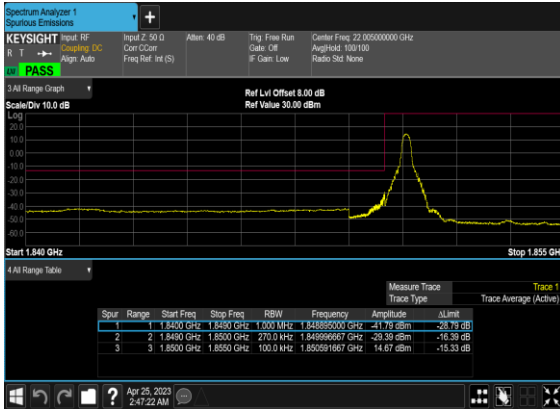 Spectrum Analyzer 1
Spurious Emissions
KEYSIGHT
R T
PASS
Input: RF
Coupling: DC
Align: Auto
Input Z: 50 Ω
Corr CCorr
Freq Ref: Int (S)
Atten: 40 dB
Trig: Free Run
Gate: Off
IF Gain: Low
Center Freq: 22.005000000 GHz
Avg|Hold: 100/100
Radio Std: None
3 All Range Graph
Scale/Div 10.0 dB
Ref Lvl Offset 8.00 dB
Ref Value 30.00 dBm
Log
20.0
10.0
0.00
-10.0
-20.0
-30.0
-40.0
-50.0
-60.0
Start 1.840 GHz
Stop 1.855 GH
4 All Range Table
Measure Trace Trace 1
Trace Type Trace Average (Active)
Spur Range Start Freq Stop Freq RBW Frequency Amplitude ΔLimit
1 1 1.8400 GHz 1.8490 GHz 1.000 MHz 1.848895000 GHz -41.79 dBm -28.79 dB
2 2 1.8490 GHz 1.8500 GHz 270.0 kHz 1.849996667 GHz -29.39 dBm -16.39 dB
3 3 1.8500 GHz 1.8550 GHz 100.0 kHz 1.850591667 GHz 14.67 dBm -15.33 dB
Apr 25, 2023
2:47:22 AM